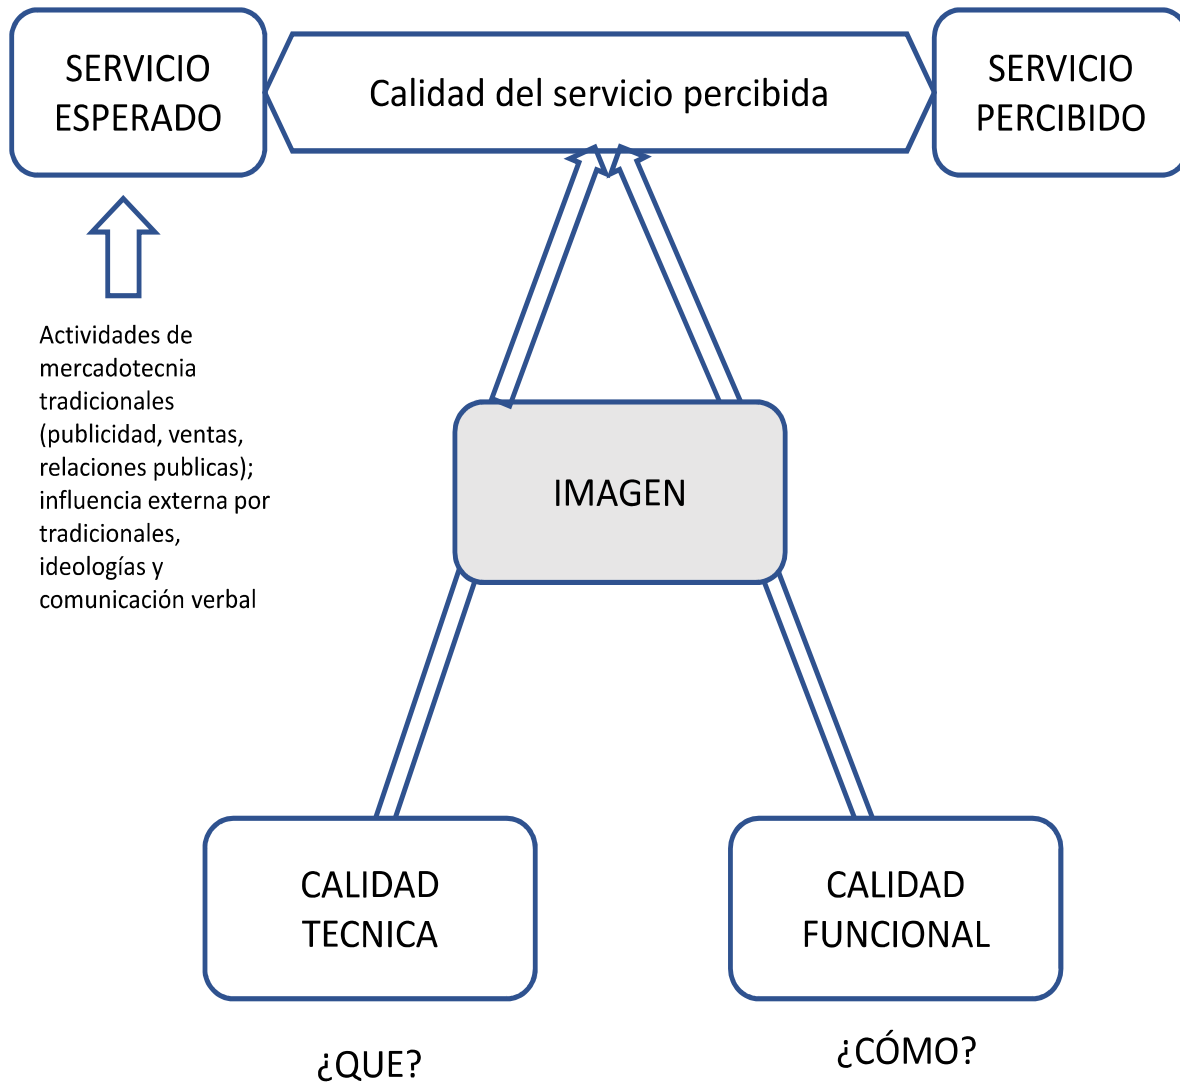 SERVICIO
ESPERADO
Calidad del servicio percibida
SERVICIO
PERCIBIDO
Actividades de
mercadotecnia
tradicionales
(publicidad, ventas,
relaciones publicas);
influencia externa por
tradicionales,
ideologías y
comunicación verbal
IMAGEN
CALIDAD
TECNICA
CALIDAD
FUNCIONAL
¿QUE?
¿CÓMO?